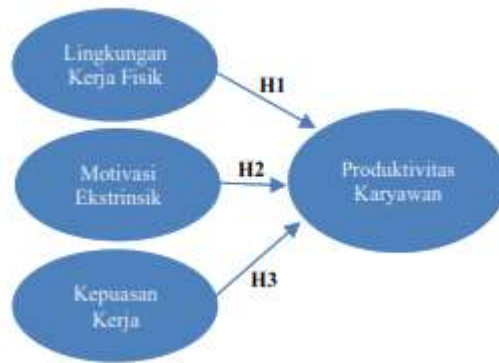 Lingkungan
Kerja Fisik
H1
Motivasi
Ekstrinsik
H2
Produktivitas
Karyawan
Kepuasan
Kerja
H3